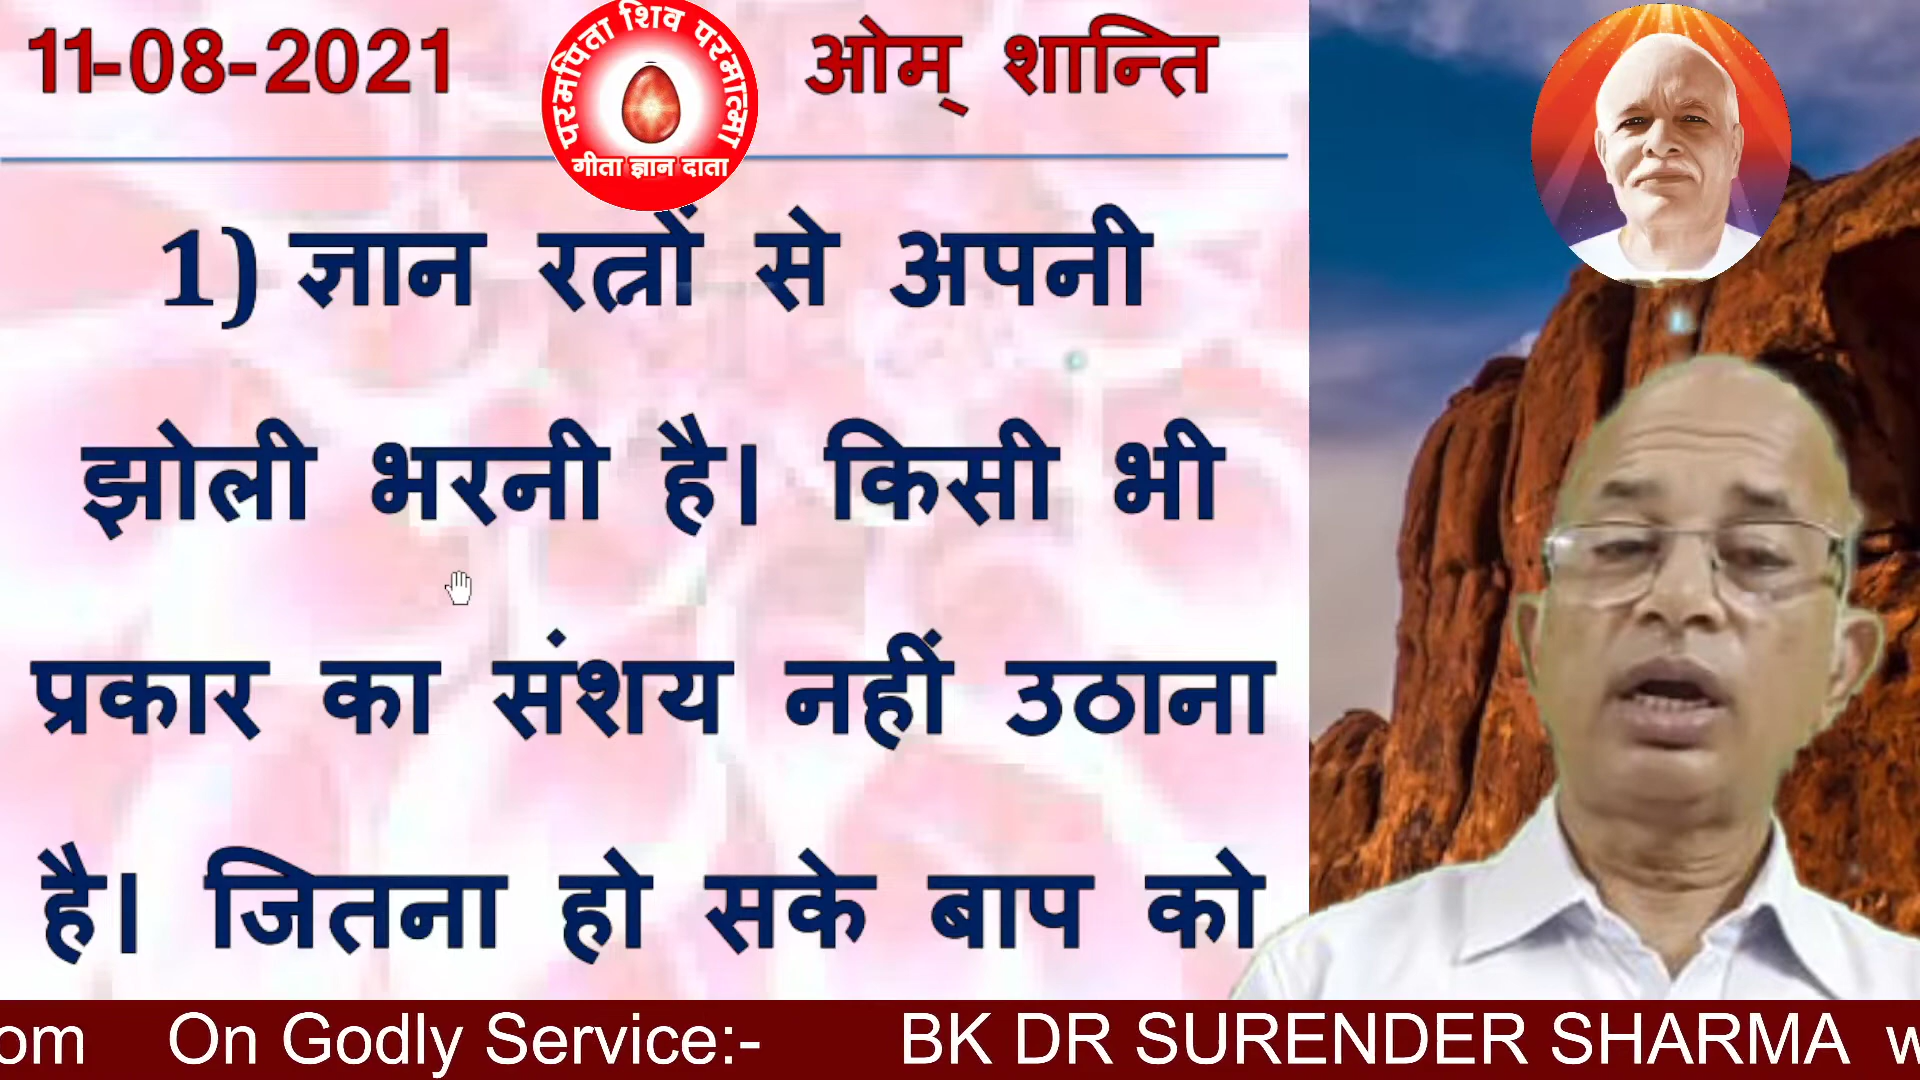 11-08-2021
परमपिता शिव परमात्मा
गीता ज्ञान दाता
ओम् शान्ति
1) ज्ञान रत्नों से अपनी
झोली भरनी है। किसी भी
प्रकार का संशय नहीं उठाना
है। जितना हो सके बाप को
om On Godly Service:- BK DR SURENDER SHARMA w